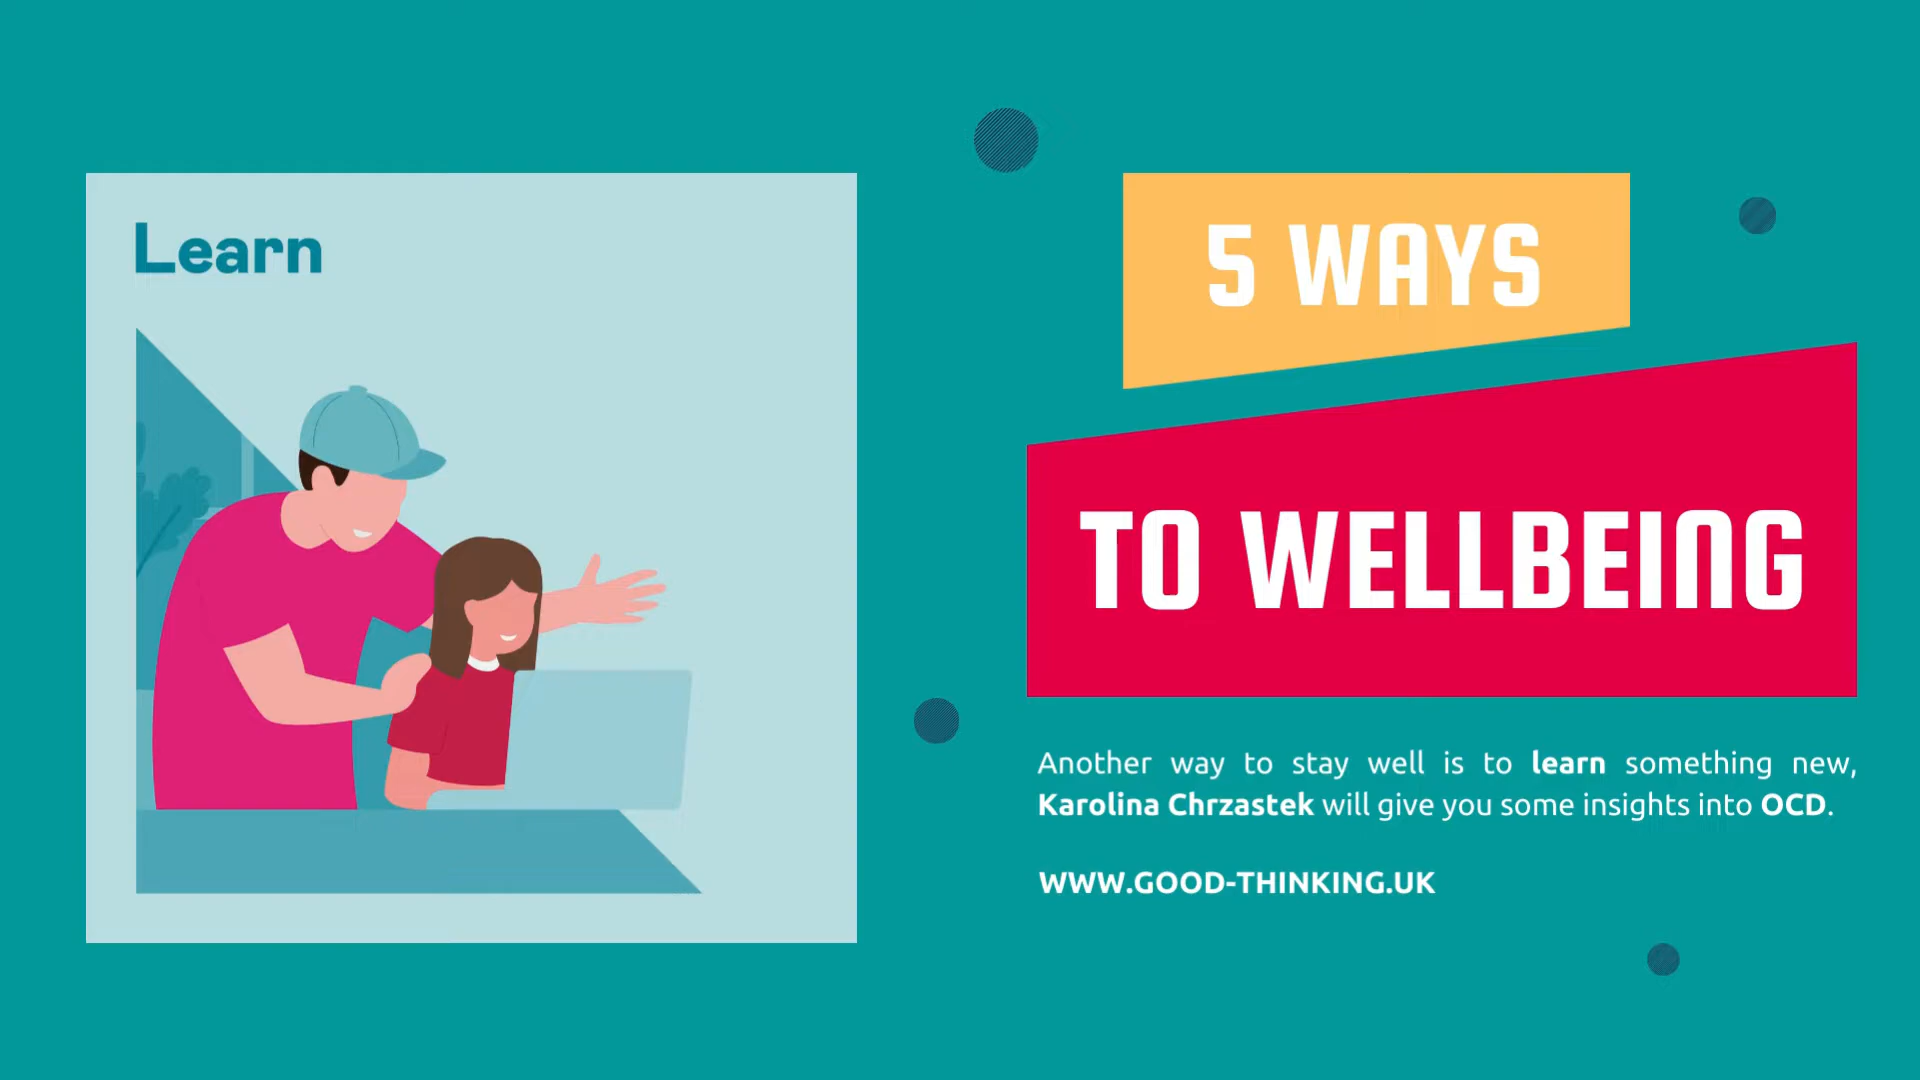 Learn
5 WAYS
TO WELLBEING
Another way to stay well is to learn something new,
Karolina Chrzastek will give you some insights into OCD.
WWW.GOOD-THINKING.UK